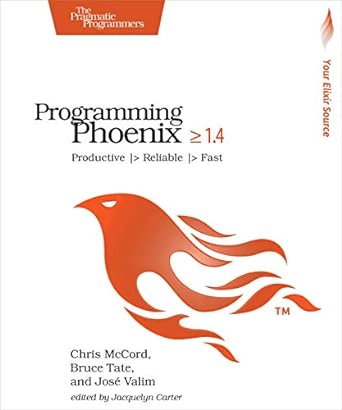 The
Pragmatic
Programmers
Your Elixir Source
Programming
Phoenix ≥ 1.4
Productive |> Reliable |> Fast
TM
Chris McCord,
Bruce Tate,
and José Valim
edited by Jacquelyn Carter